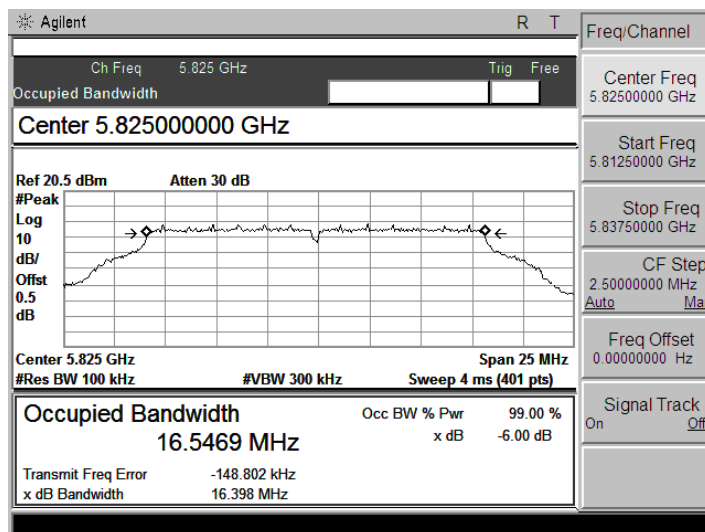 Agilent R T
Ch Freq 5.825 GHz Trig Free
Occupied Bandwidth
Center 5.825000000 GHz
Ref 20.5 dBm Atten 30 dB
#Peak
Log
10
dB/
Offst
0.5
dB
Center 5.825 GHz Span 25 MHz
#Res BW 100 kHz #VBW 300 kHz Sweep 4 ms (401 pts)
Occupied Bandwidth Occ BW % Pwr 99.00 %
16.5469 MHz x dB -6.00 dB
Transmit Freq Error -148.802 kHz
x dB Bandwidth 16.398 MHz
Freq/Channel
Center Freq
5.82500000 GHz
Start Freq
5.81250000 GHz
Stop Freq
5.83750000 GHz
CF Step
2.50000000 MHz
Auto Ma
Freq Offset
0.00000000 Hz
Signal Track
On Off